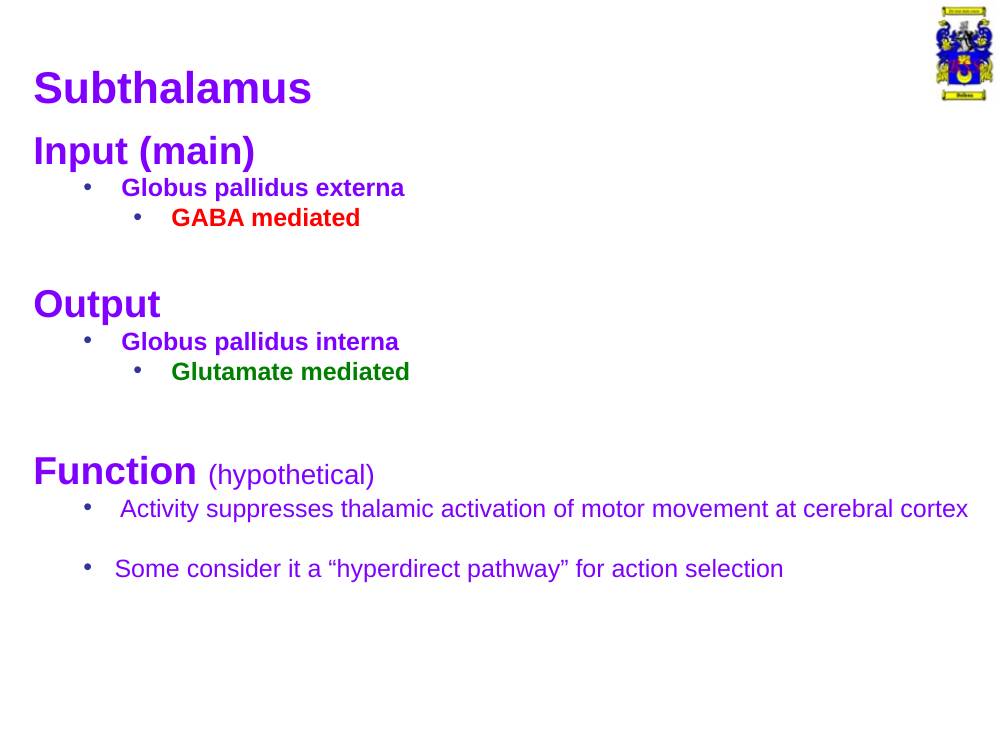 Subthalamus
Input (main)
• Globus pallidus externa
• GABA mediated
Output
• Globus pallidus interna
• Glutamate mediated
Function (hypothetical)
• Activity suppresses thalamic activation of motor movement at cerebral cortex
• Some consider it a “hyperdirect pathway” for action selection